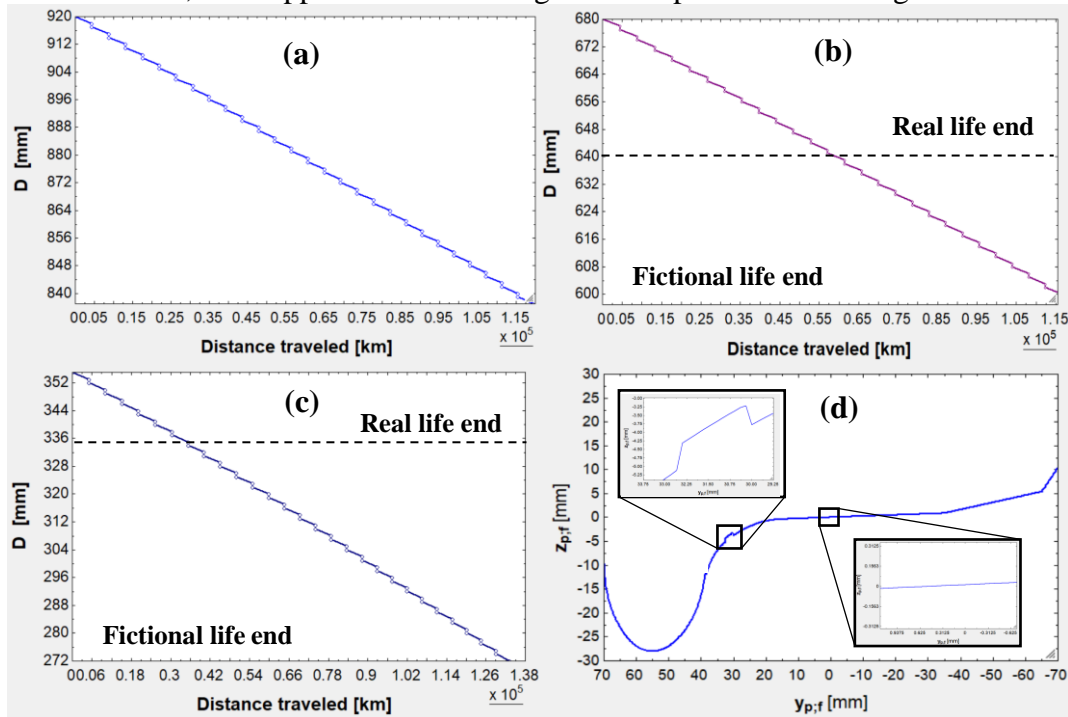 920
912
904
896
888
880
872
864
856
848
840
D [mm]
(a)
00.05 0.15 0.25 0.35 0.45 0.55 0.65 0.75 0.85 0.95 1.05 1.15
x 10^5
Distance traveled [km]
680
672
664
656
648
640
632
624
616
608
600
D [mm]
(b)
Real life end
Fictional life end
00.05 0.15 0.25 0.35 0.45 0.55 0.65 0.75 0.85 0.95 1.05 1.15
x 10^5
Distance traveled [km]
352
344
336
328
320
312
304
296
288
280
272
D [mm]
(c)
Real life end
Fictional life end
00.06 0.18 0.3 0.42 0.54 0.66 0.78 0.9 1.02 1.14 1.26 1.38
x 10^5
Distance traveled [km]
30
25
20
15
10
5
0
-5
-10
-15
-20
-25
-30
z_p;f [mm]
(d)
70 60 50 40 30 20 10 0 -10 -20 -30 -40 -50 -60 -70
y_p;f [mm]